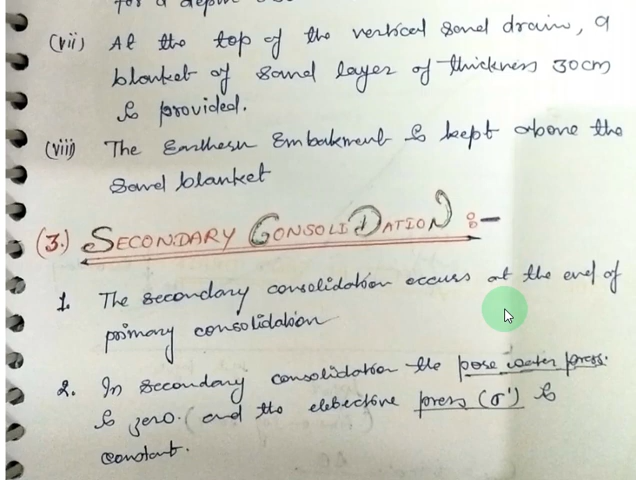 for a depth
(vii) At the top of the vertical sand drain, a
blanket of sand layer of thickness 30cm
is provided.
(viii) The Earthen Embakment is kept above the
sand blanket
(3.) SECONDARY CONSOLIDATION :-
1. The secondary consolidation occurs at the end of
primary consolidation
2. In secondary consolidation the pore water press.
is zero. (and the effective press (σ') is
constant.